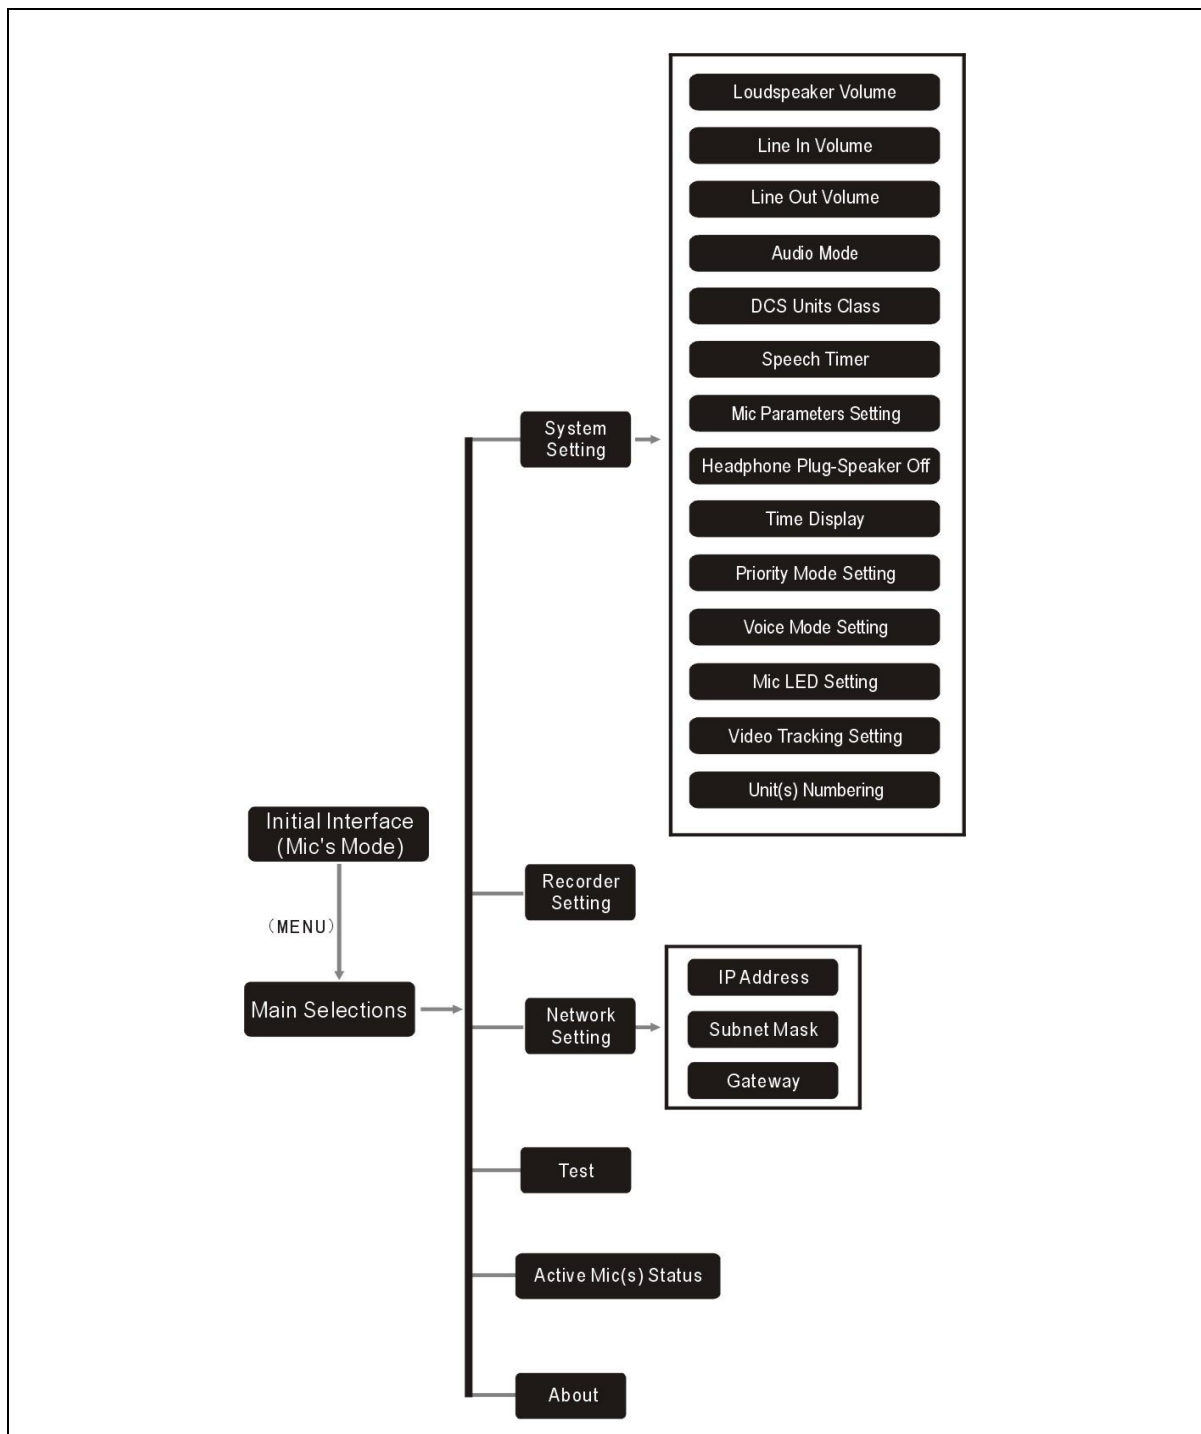 Loudspeaker Volume
Line In Volume
Line Out Volume
Audio Mode
DCS Units Class
Speech Timer
Mic Parameters Setting
Headphone Plug-Speaker Off
Time Display
Priority Mode Setting
Voice Mode Setting
Mic LED Setting
Video Tracking Setting
Unit(s) Numbering
System
Setting
Initial Interface
(Mic's Mode)
（MENU）
Main Selections
Recorder
Setting
Network
Setting
IP Address
Subnet Mask
Gateway
Test
Active Mic(s) Status
About